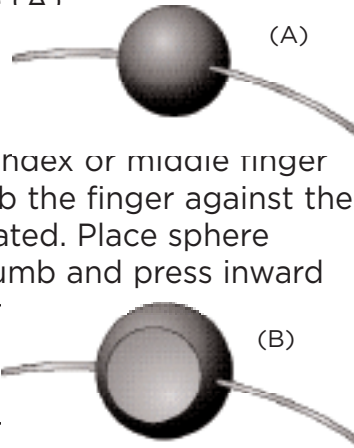 (A)
ndex or middle finger
b the finger against the
ated. Place sphere
umb and press inward
(B)